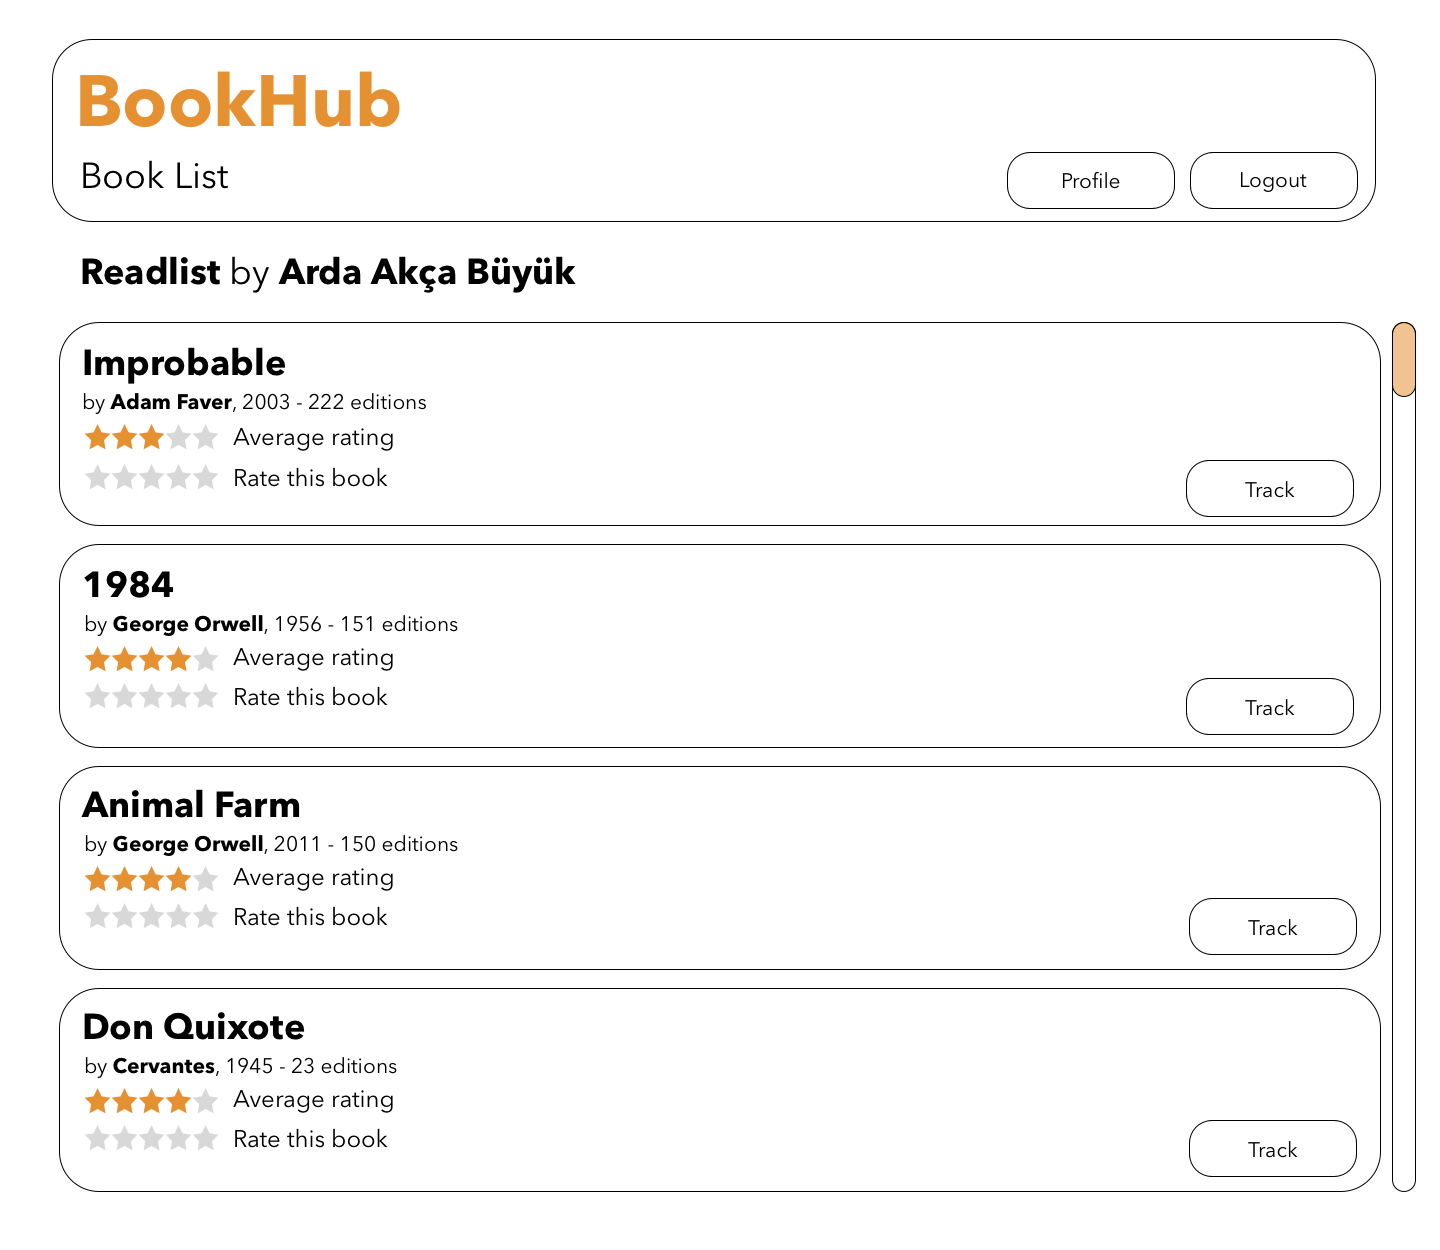 BookHub
Book List
Profile
Logout
Readlist by Arda Akça Büyük
Improbable
by Adam Faver, 2003 - 222 editions
Average rating
Rate this book
Track
1984
by George Orwell, 1956 - 151 editions
Average rating
Rate this book
Track
Animal Farm
by George Orwell, 2011 - 150 editions
Average rating
Rate this book
Track
Don Quixote
by Cervantes, 1945 - 23 editions
Average rating
Rate this book
Track